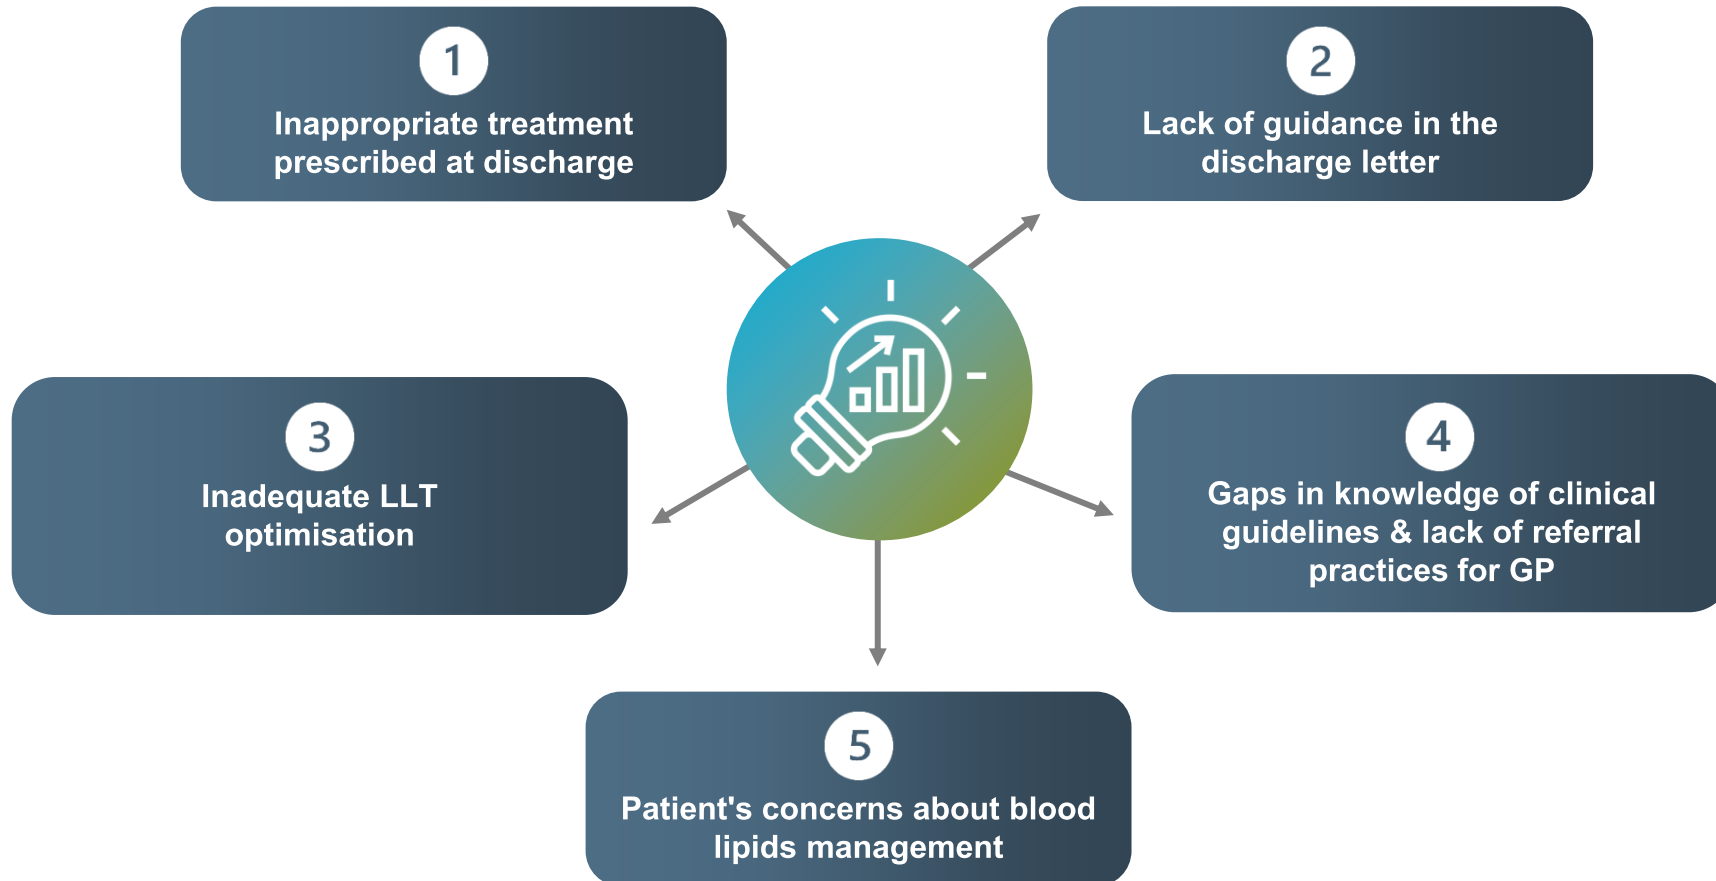 1
Inappropriate treatment
prescribed at discharge
2
Lack of guidance in the
discharge letter
3
Inadequate LLT
optimisation
4
Gaps in knowledge of clinical
guidelines & lack of referral
practices for GP
5
Patient's concerns about blood
lipids management